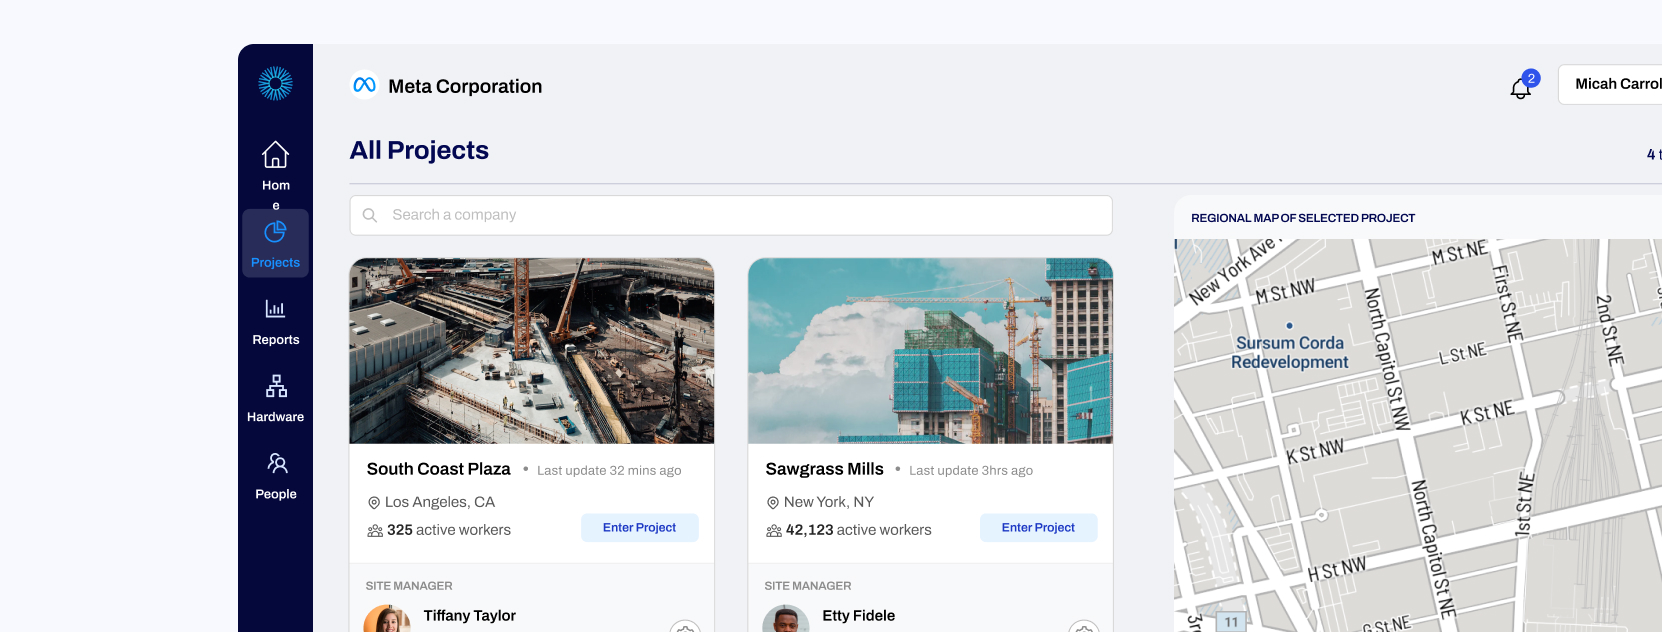 Meta Corporation
2
Micah Carrol
All Projects
4 t
Hom
e
Projects
Reports
Hardware
People
Search a company
South Coast Plaza • Last update 32 mins ago
Los Angeles, CA
325 active workers
Enter Project
SITE MANAGER
Tiffany Taylor
Sawgrass Mills • Last update 3hrs ago
New York, NY
42,123 active workers
Enter Project
SITE MANAGER
Etty Fidele
REGIONAL MAP OF SELECTED PROJECT
New York Ave
M St NE
M St NW
First St NE
2nd St NE
North Capitol St NW
Sursum Corda
Redevelopment
L St NE
K St NE
K St NW
North Capitol St NE
1st St NE
H St NW
G St NE
11
3r